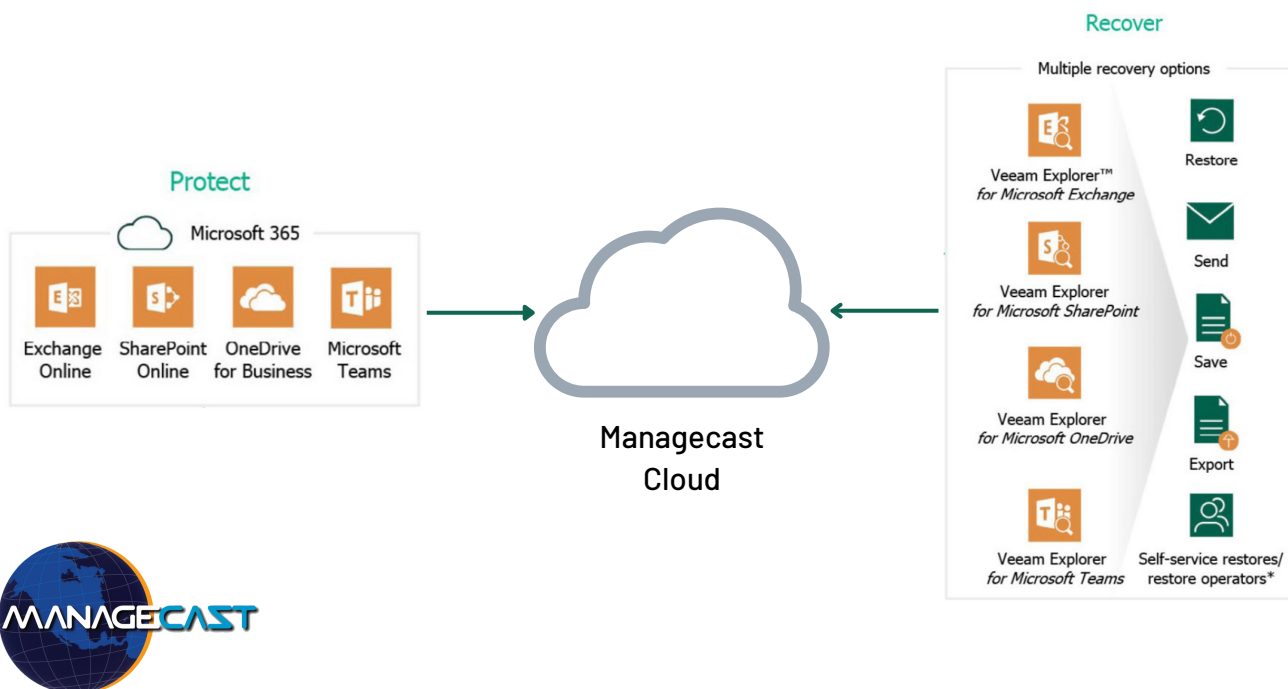 Recover
Multiple recovery options
Veeam Explorer™
for Microsoft Exchange
Restore
Send
Veeam Explorer
for Microsoft SharePoint
Save
Veeam Explorer
for Microsoft OneDrive
Export
Veeam Explorer
for Microsoft Teams
Self-service restores/
restore operators*
Protect
Microsoft 365
E
S
T
Exchange
Online
SharePoint
Online
OneDrive
for Business
Microsoft
Teams
Managecast
Cloud
E
S
T
MANAGECAST